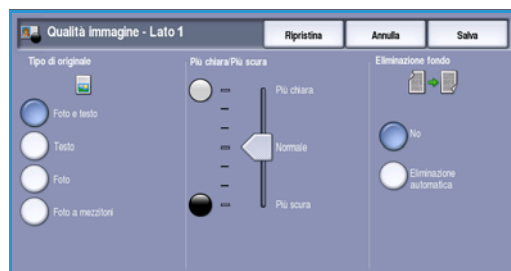 Qualità immagine - Lato 1
Ripristina
Annulla
Salva
Tipo di originale
Foto e testo
Testo
Foto
Foto a mezzitoni
Più chiara/Più scura
Più chiara
Normale
Più scura
Eliminazione fondo
No
Eliminazione
automatica